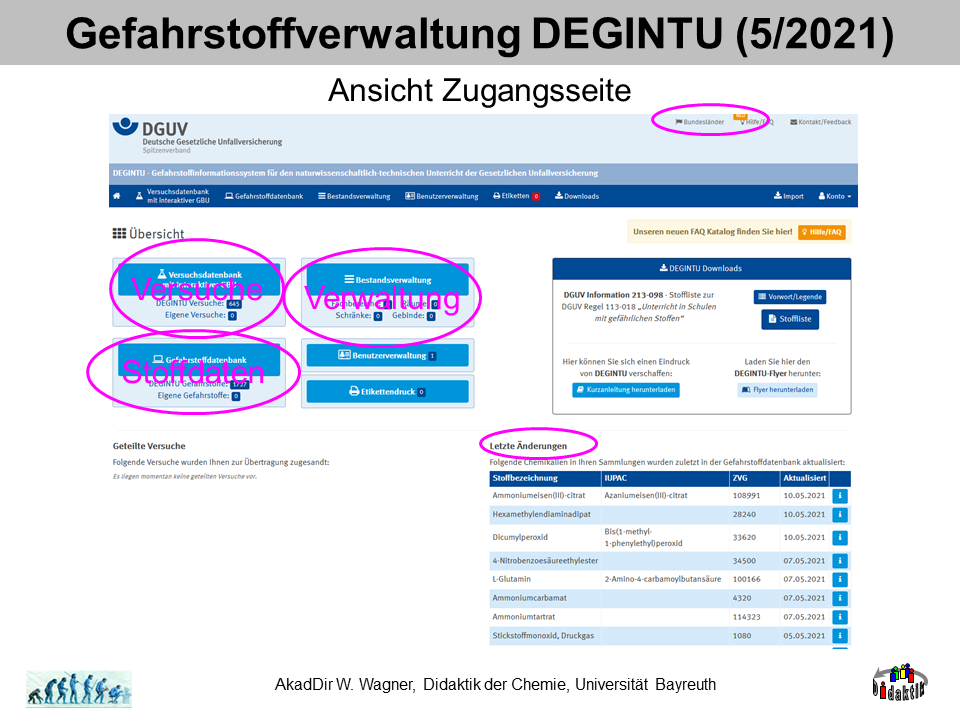 Gefahrstoffverwaltung DEGINTU (5/2021)
Ansicht Zugangsseite
DGUV
Deutsche Gesetzliche Unfallversicherung
Spitzenverband
Bundesländer
NEU
Hilfe/FAQ
Kontakt/Feedback
DEGINTU - Gefahrstoffinformationssystem für den naturwissenschaftlich-technischen Unterricht der Gesetzlichen Unfallversicherung
Versuchsdatenbank
mit interaktiver GBU
Gefahrstoffdatenbank
Bestandsverwaltung
Benutzerverwaltung
Etiketten 0
Downloads
Import
Konto
Übersicht
Unseren neuen FAQ Katalog finden Sie hier!
Hilfe/FAQ
Versuchsdatenbank
mit interaktiver GBU
Versuche
DEGINTU Versuche: 645
Eigene Versuche: 0
Bestandsverwaltung
Verwaltung
Fachbereiche: Räume: 0
Schränke: 0 Gebinde: 0
Gefahrstoffdatenbank
Stoffdaten
DEGINTU Gefahrstoffe: 1727
Eigene Gefahrstoffe: 0
Benutzerverwaltung 1
Etikettendruck 0
DEGINTU Downloads
DGUV Information 213-098 - Stoffliste zur
DGUV Regel 113-018 „Unterricht in Schulen
mit gefährlichen Stoffen"
Vorwort/Legende
Stoffliste
Hier können Sie sich einen Eindruck
von DEGINTU verschaffen:
Kurzanleitung herunterladen
Laden Sie hier den
DEGINTU-Flyer herunter:
Flyer herunterladen
Geteilte Versuche
Folgende Versuche wurden Ihnen zur Übertragung zugesandt:
Es liegen momentan keine geteilten Versuche vor.
Letzte Änderungen
Folgende Chemikalien in Ihren Sammlungen wurden zuletzt in der Gefahrstoffdatenbank aktualisiert:
Stoffbezeichnung IUPAC ZVG Aktualisiert
Ammoniumeisen(III)-citrat Azaniumeisen(III)-citrat 108991 10.05.2021
Hexamethylendiaminadipat 28240 10.05.2021
Dicumylperoxid Bis(1-methyl-
1-phenylethyl)peroxid 33620 10.05.2021
4-Nitrobenzoesäureethylester 34500 07.05.2021
L-Glutamin 2-Amino-4-carbamoylbutansäure 100166 07.05.2021
Ammoniumcarbamat 4320 07.05.2021
Ammoniumtartrat 114323 07.05.2021
Stickstoffmonoxid, Druckgas 1080 05.05.2021
AkadDir W. Wagner, Didaktik der Chemie, Universität Bayreuth
Didaktik